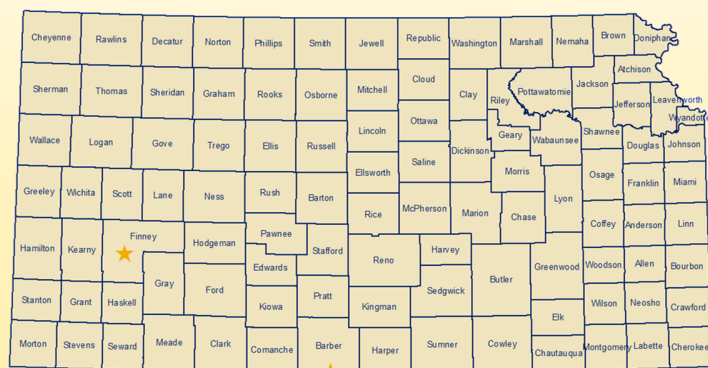 Cheyenne
Rawlins
Decatur
Norton
Phillips
Smith
Jewell
Republic
Washington
Marshall
Nemaha
Brown
Doniphan
Sherman
Thomas
Sheridan
Graham
Rooks
Osborne
Mitchell
Cloud
Clay
Riley
Pottawatomie
Jackson
Atchison
Jefferson
Leavenworth
Wyandotte
Wallace
Logan
Gove
Trego
Ellis
Russell
Lincoln
Ottawa
Dickinson
Geary
Wabaunsee
Shawnee
Douglas
Johnson
Greeley
Wichita
Scott
Lane
Ness
Rush
Barton
Ellsworth
Saline
Morris
Lyon
Osage
Franklin
Miami
Rice
McPherson
Marion
Chase
Coffey
Anderson
Linn
Hamilton
Kearny
Finney
Hodgeman
Pawnee
Stafford
Edwards
Reno
Harvey
Butler
Greenwood
Woodson
Allen
Bourbon
Stanton
Grant
Haskell
Gray
Ford
Kiowa
Pratt
Kingman
Sedgwick
Elk
Wilson
Neosho
Crawford
Morton
Stevens
Seward
Meade
Clark
Comanche
Barber
Harper
Sumner
Cowley
Chautauqua
Montgomery
Labette
Cherokee